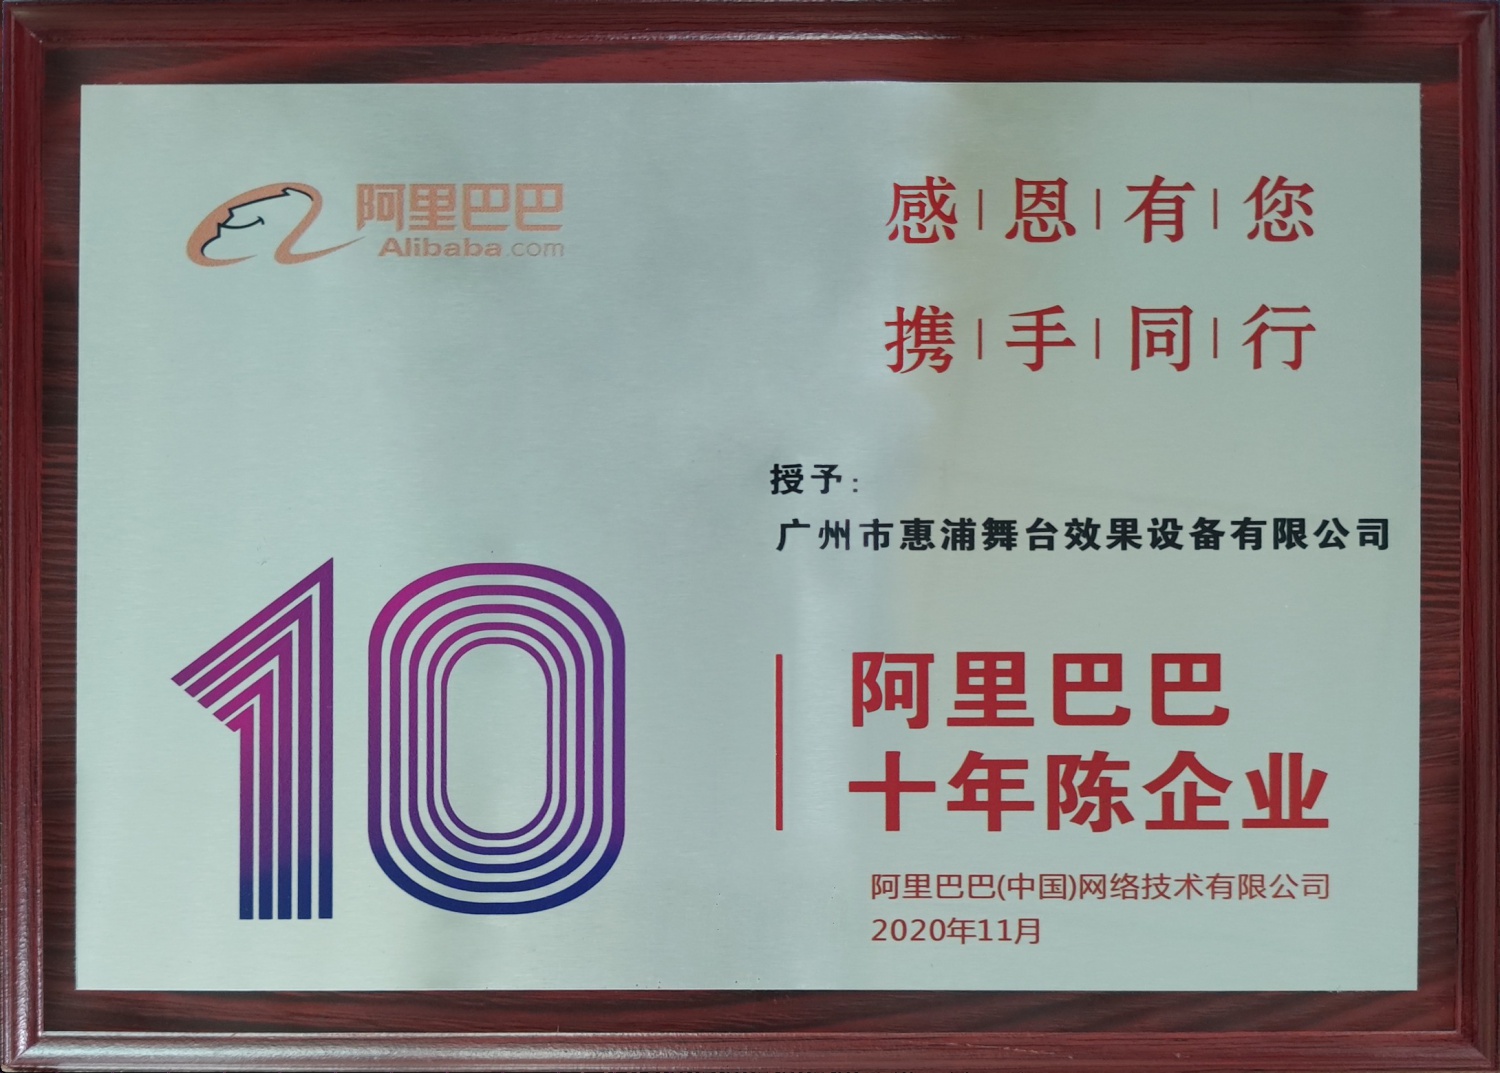 阿里巴巴
Alibaba.com
感|恩|有|您
携|手|同|行
授予：
广州市惠浦舞台效果设备有限公司
10
阿里巴巴
十年陈企业
阿里巴巴(中国)网络技术有限公司
2020年11月